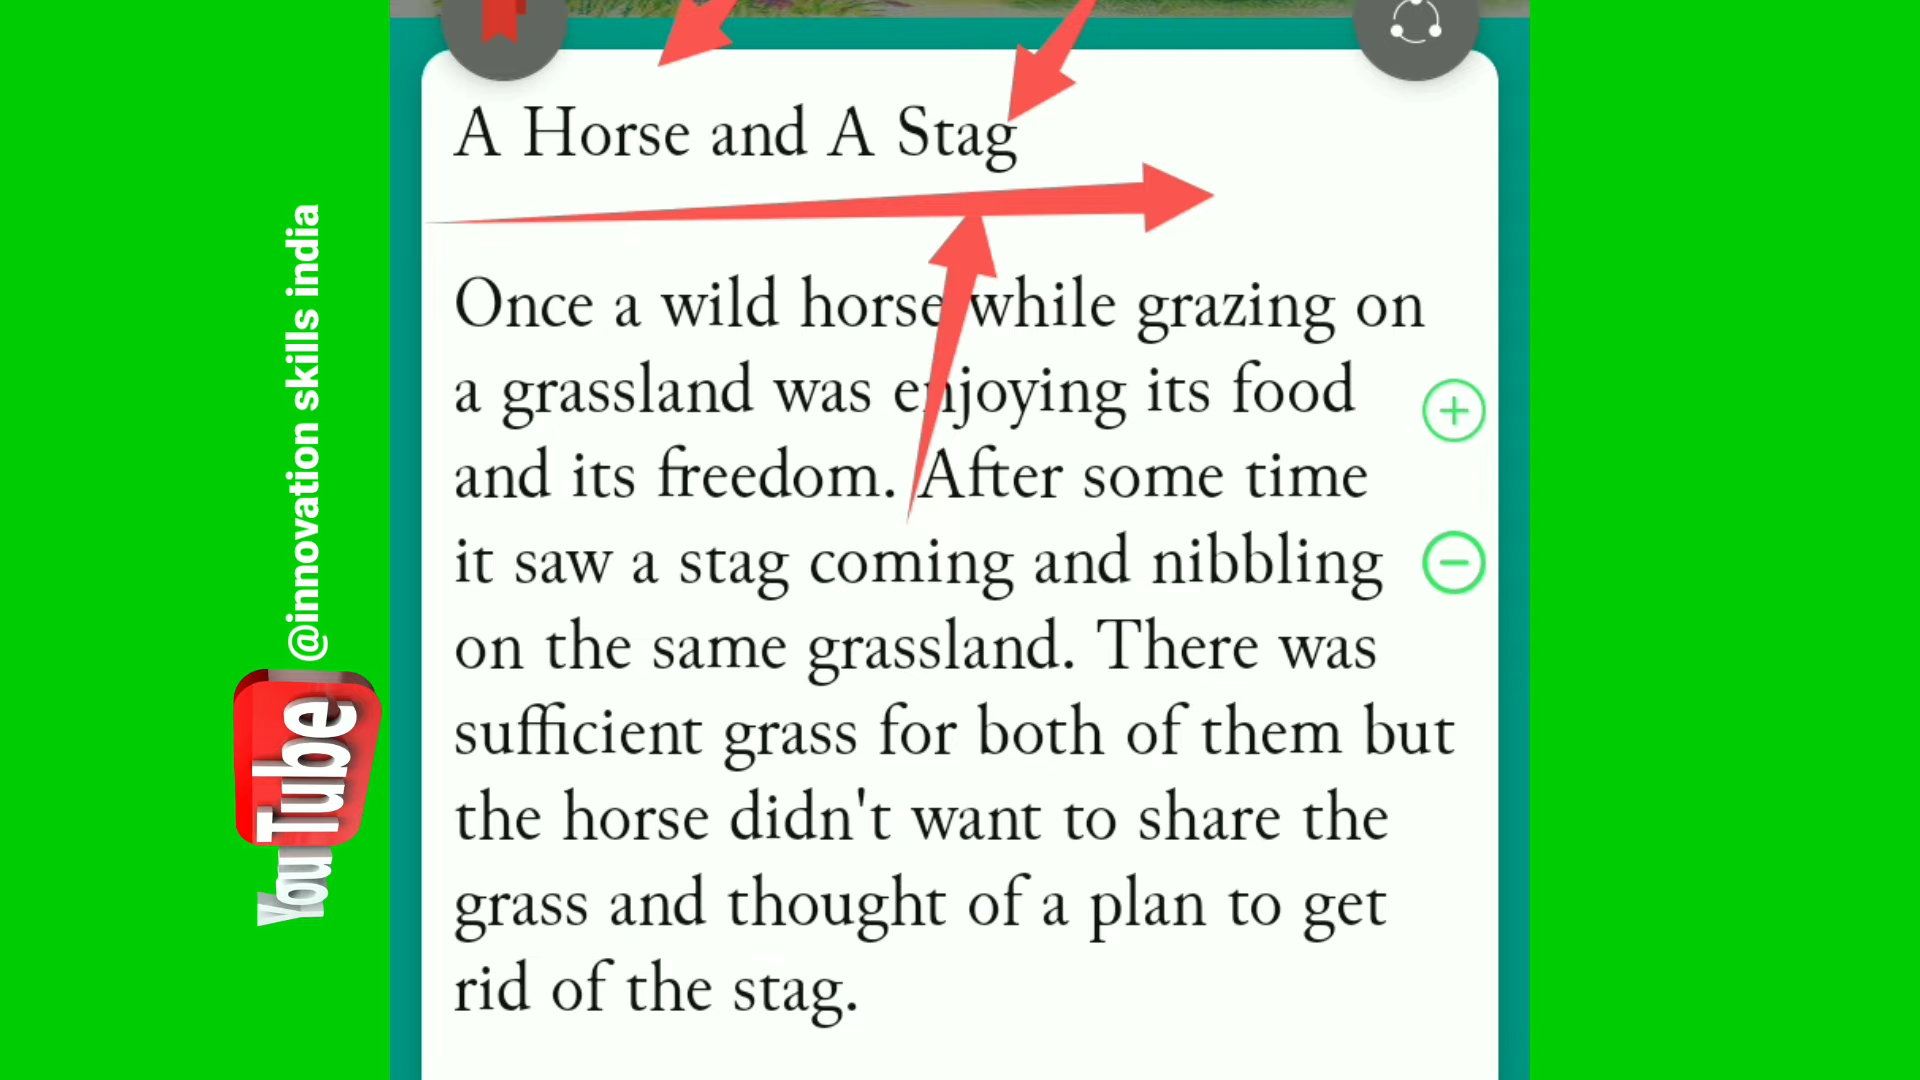 A Horse and A Stag
Once a wild horse while grazing on
a grassland was enjoying its food
and its freedom. After some time
it saw a stag coming and nibbling
on the same grassland. There was
sufficient grass for both of them but
the horse didn't want to share the
grass and thought of a plan to get
rid of the stag.
YouTube @innovation skills india